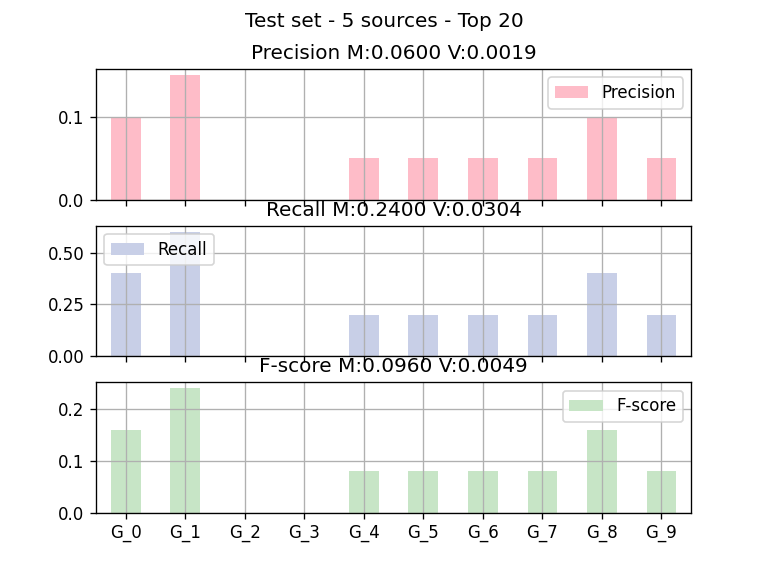 Test set - 5 sources - Top 20
Precision M:0.0600 V:0.0019
Precision
0.1
0.0
Recall M:0.2400 V:0.0304
Recall
0.50
0.25
0.00
F-score M:0.0960 V:0.0049
F-score
0.2
0.1
0.0
G_0 G_1 G_2 G_3 G_4 G_5 G_6 G_7 G_8 G_9